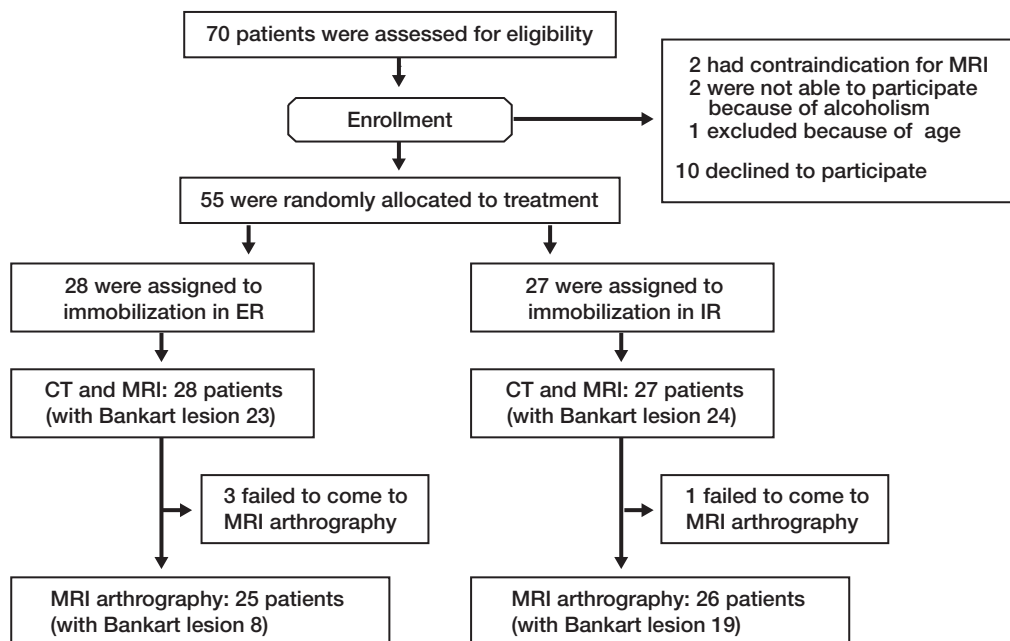 70 patients were assessed for eligibility
2 had contraindication for MRI
2 were not able to participate
because of alcoholism
1 excluded because of age
10 declined to participate
Enrollment
55 were randomly allocated to treatment
28 were assigned to
immobilization in ER
27 were assigned to
immobilization in IR
CT and MRI: 28 patients
(with Bankart lesion 23)
CT and MRI: 27 patients
(with Bankart lesion 24)
3 failed to come to
MRI arthrography
1 failed to come to
MRI arthrography
MRI arthrography: 25 patients
(with Bankart lesion 8)
MRI arthrography: 26 patients
(with Bankart lesion 19)